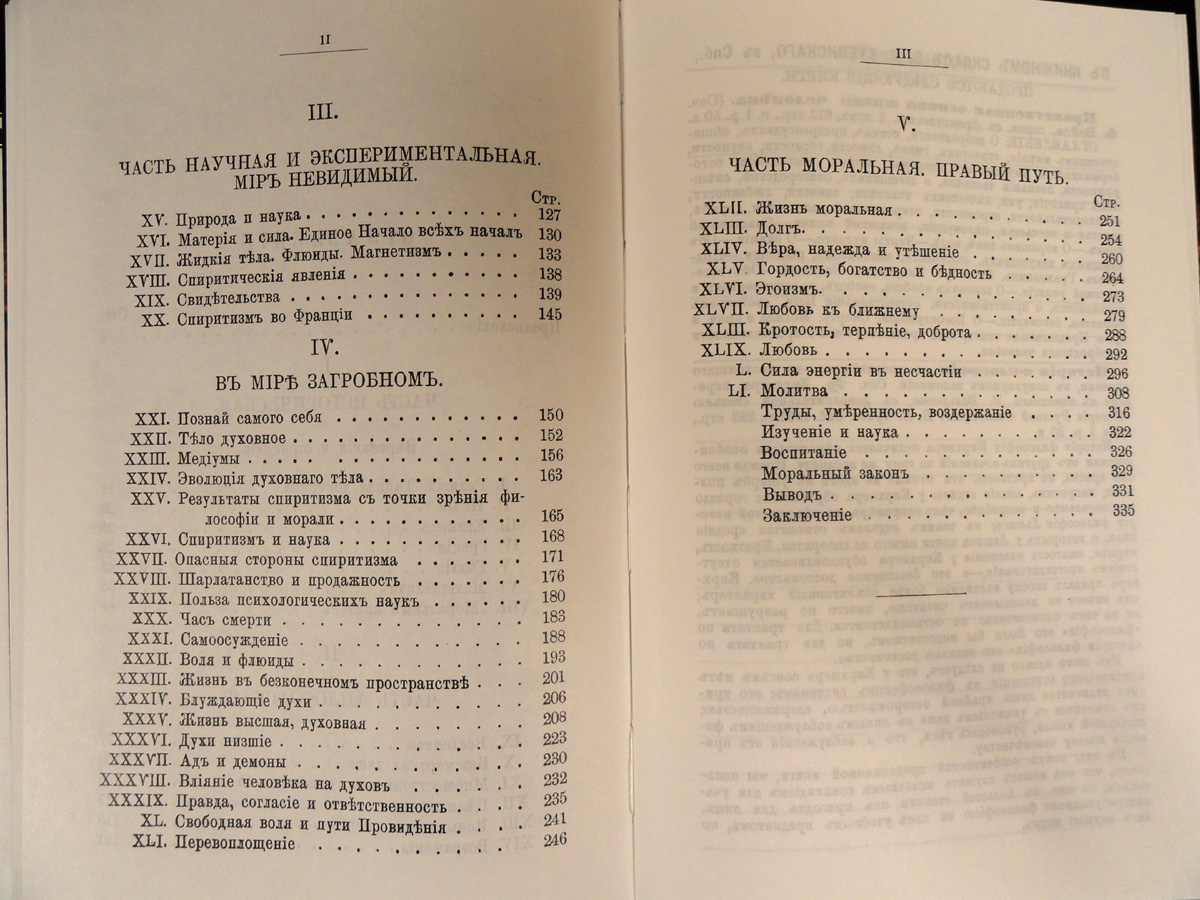 II
III.
ЧАСТЬ НАУЧНАЯ И ЭКСПЕРИМЕНТАЛЬНАЯ.
МІРЪ НЕВИДИМЫЙ.
Стр.
XV. Природа п наука . . . . . . . . . . . . . 127
XVI. Матерія и сила. Единое Начало всѣхъ началъ 130
XVII. Жидкія тѣла. Флюиды. Магнетизмъ . . . . . 133
XVIII. Спиритическія явленія . . . . . . . . . . 138
XIX. Свидѣтельства . . . . . . . . . . . . . . 139
XX. Спиритизмъ во Франціи . . . . . . . . . . 145
IV.
ВЪ МІРѢ ЗАГРОБНОМЪ.
XXI. Познай самого себя . . . . . . . . . . . . 150
XXII. Тѣло духовное . . . . . . . . . . . . . . 152
XXIII. Медіумы . . . . . . . . . . . . . . . . 156
XXIV. Эволюція духовнаго тѣла . . . . . . . . . 163
XXV. Результаты спиритизма съ точки зрѣнія фи-
лософіи и морали . . . . . . . . . . . . 165
XXVI. Спиритизмъ и наука . . . . . . . . . . . 168
XXVII. Опасныя стороны спиритизма . . . . . . . 171
XXVIII. Шарлатанство и продажность . . . . . . . 176
XXIX. Польза психологическихъ наукъ . . . . . . 180
XXX. Часъ смерти . . . . . . . . . . . . . . . 183
XXXI. Самоосужденіе . . . . . . . . . . . . . . 188
XXXII. Воля и флюиды . . . . . . . . . . . . . 193
XXXIII. Жизнь въ безконечномъ пространствѣ . . . 201
XXXIV. Блуждающіе духи . . . . . . . . . . . . 206
XXXV. Жизнь высшая, духовная . . . . . . . . . 208
XXXVI. Духи низшіе . . . . . . . . . . . . . . 223
XXXVII. Адъ и демоны . . . . . . . . . . . . . 230
XXXVIII. Вліяніе человѣка на духовъ . . . . . . 232
XXXIX. Правда, согласіе и отвѣтственность . . . . 235
XL. Свободная воля и пути Провидѣнія . . . . 241
XLI. Перевоплощеніе . . . . . . . . . . . . 246
III
V.
ЧАСТЬ МОРАЛЬНАЯ. ПРАВЫЙ ПУТЬ.
Стр.
XLII. Жизнь моральная . . . . . . . . . . . 251
XLIII. Долгъ. . . . . . . . . . . . . . . . . 254
XLIV. Вѣра, надежда и утѣшеніе . . . . . . . 260
XLV. Гордость, богатство и бѣдность . . . . . 264
XLVI. Эгоизмъ. . . . . . . . . . . . . . . . 273
XLVII. Любовь къ ближнему . . . . . . . . . . 279
XLIII. Кротость, терпѣніе, доброта . . . . . . . 288
XLIX. Любовь . . . . . . . . . . . . . . . . 292
L. Сила энергіи въ несчастіи . . . . . . . 296
LI. Молитва . . . . . . . . . . . . . . . 308
Труды, умѣренность, воздержаніе . . . . 316
Изученіе и наука . . . . . . . . . . . 322
Воспитаніе . . . . . . . . . . . . . 326
Моральный законъ . . . . . . . . . . 329
Выводъ . . . . . . . . . . . . . . . 331
Заключеніе . . . . . . . . . . . . . 335